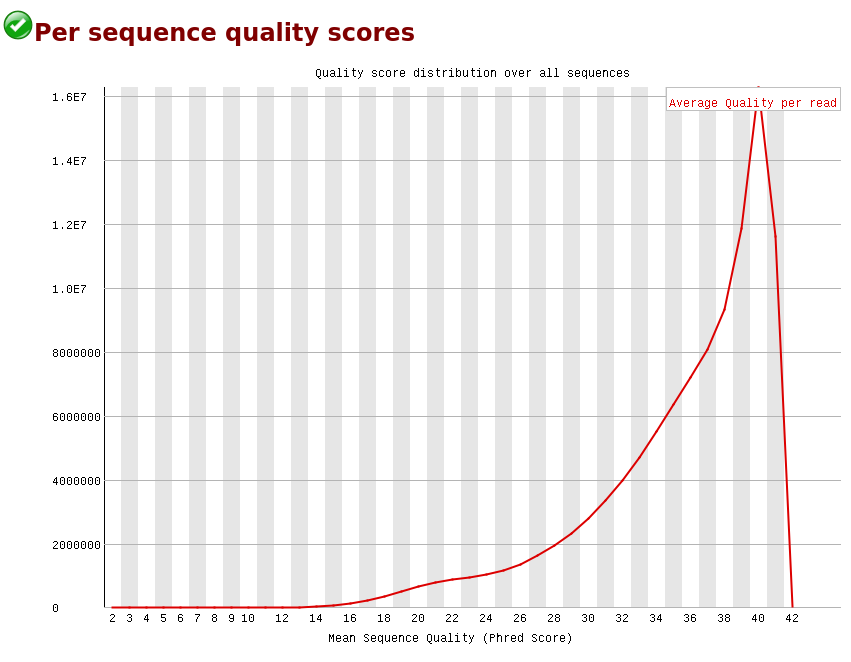 Per sequence quality scores
Quality score distribution over all sequences
Average Quality per read
1.6E7
1.4E7
1.2E7
1.0E7
8000000
6000000
4000000
2000000
0
2 3 4 5 6 7 8 9 10 12 14 16 18 20 22 24 26 28 30 32 34 36 38 40 42
Mean Sequence Quality (Phred Score)